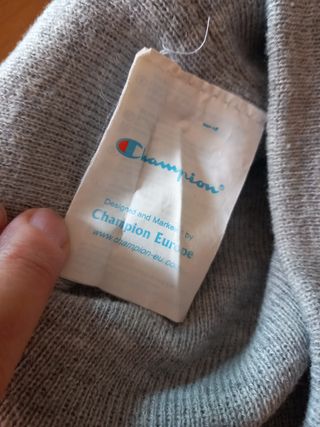 Champion®
Designed and Marketed by
Champion Europe
www.champion-eu.com